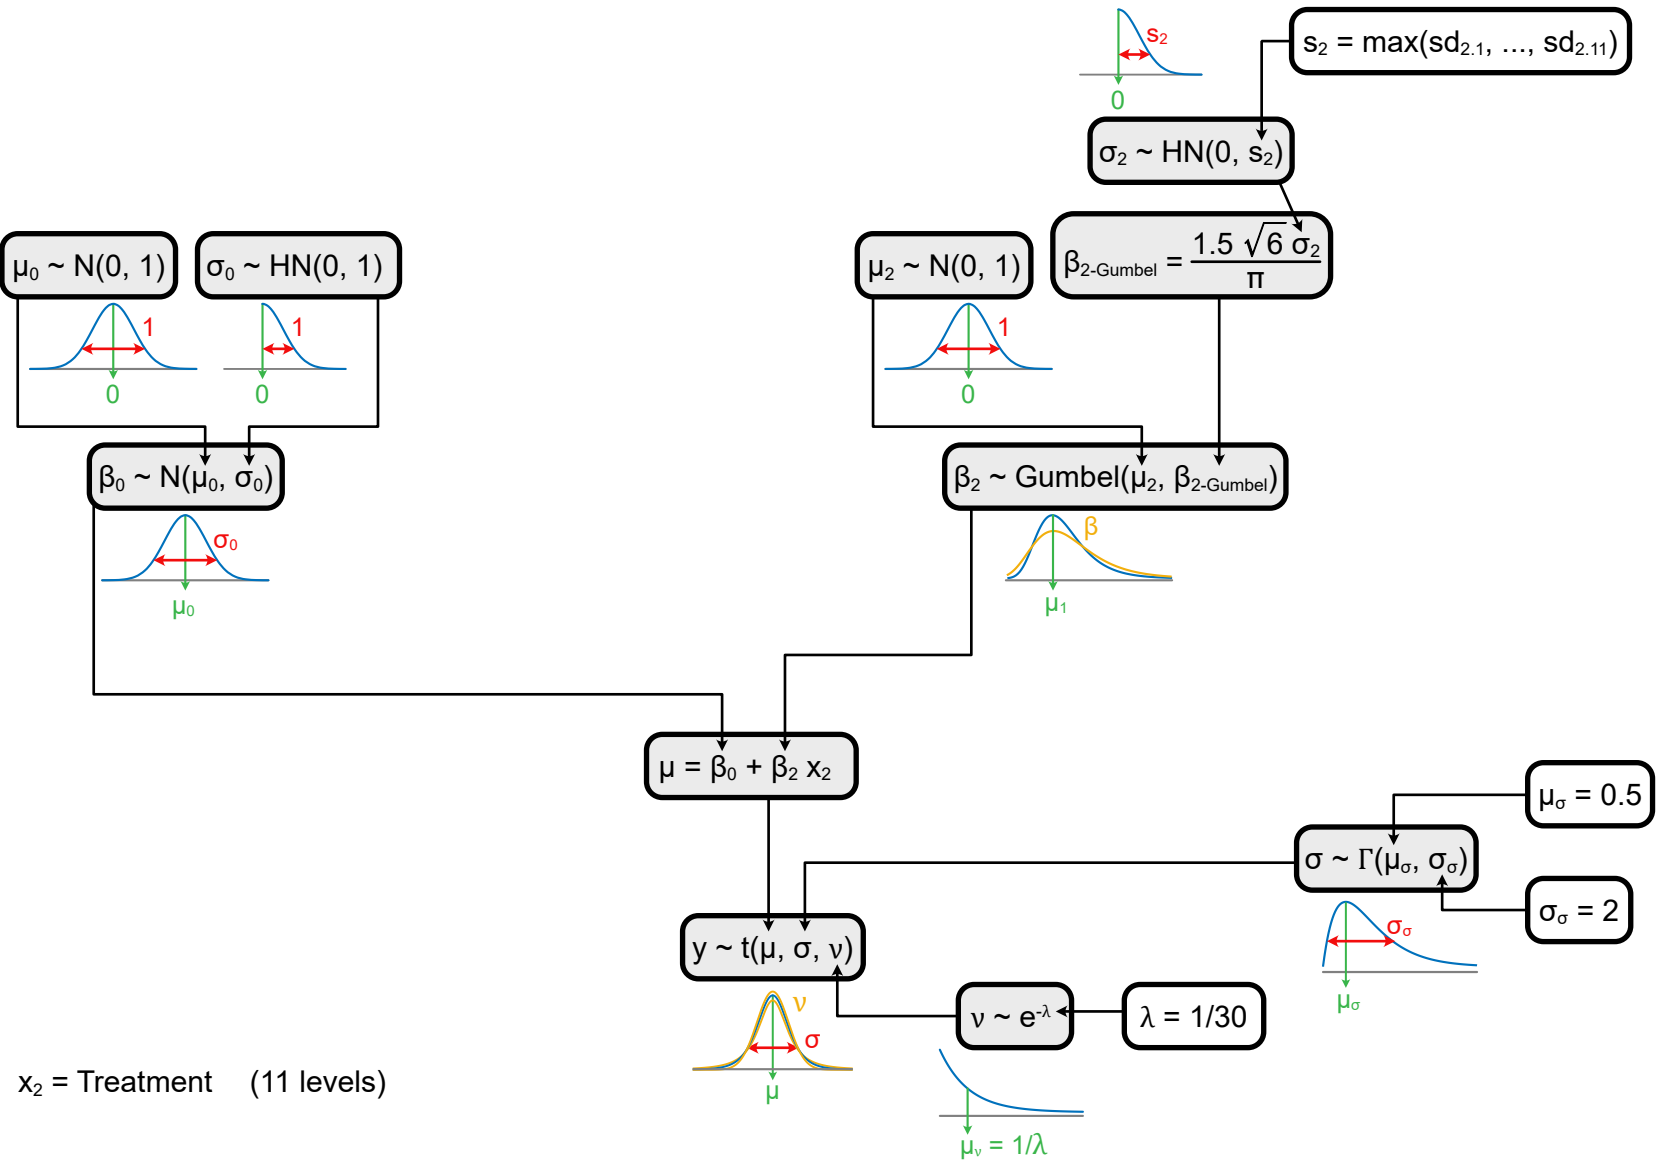 s₂ = max(sd₂.₁, ..., sd₂.₁₁)
s₂
0
σ₂ ~ HN(0, s₂)
μ₀ ~ N(0, 1)
σ₀ ~ HN(0, 1)
μ₂ ~ N(0, 1)
β₂₋Gumbel = 1.5 √6 σ₂ / π
1
0
1
0
1
0
β₀ ~ N(μ₀, σ₀)
β₂ ~ Gumbel(μ₂, β₂₋Gumbel)
σ₀
μ₀
β
μ₁
μ = β₀ + β₂ x₂
μσ = 0.5
σ ~ Γ(μσ, σσ)
σσ = 2
σσ
μσ
y ~ t(μ, σ, ν)
ν
σ
μ
ν ~ e^-λ
λ = 1/30
μν = 1/λ
x₂ = Treatment (11 levels)